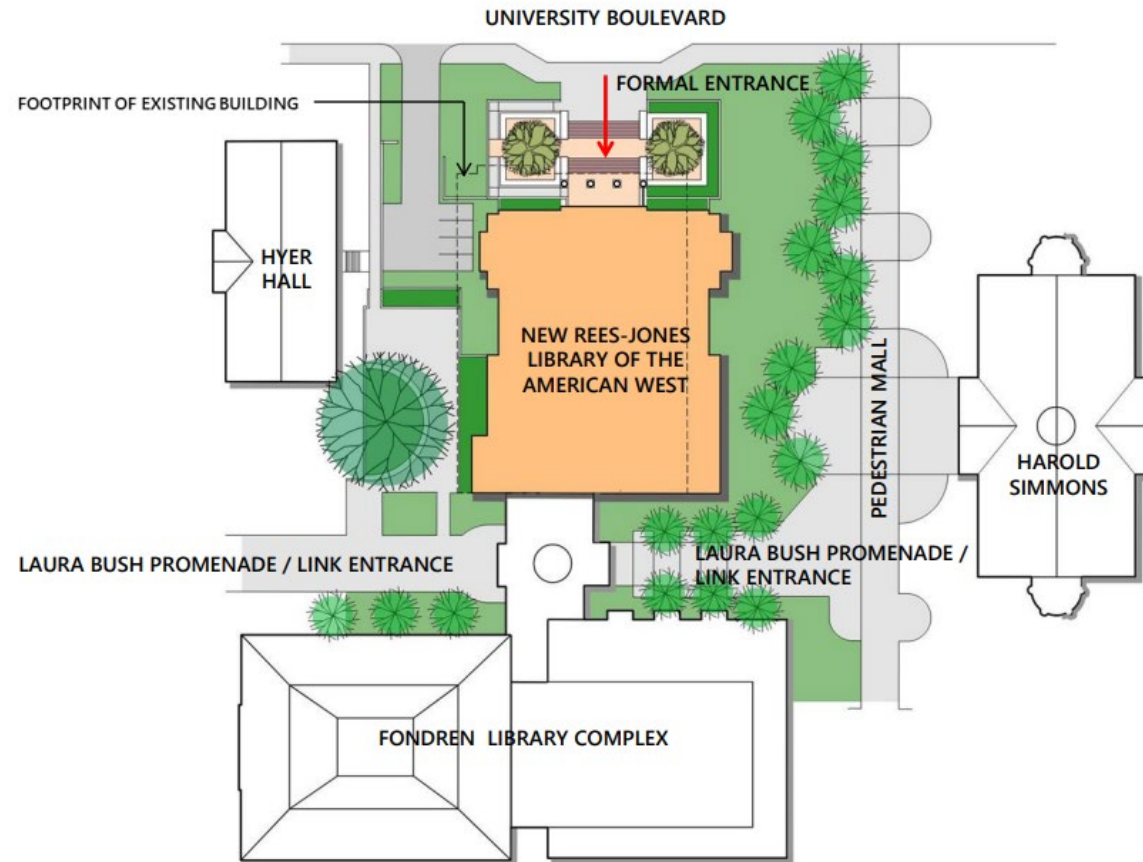 UNIVERSITY BOULEVARD
FORMAL ENTRANCE
FOOTPRINT OF EXISTING BUILDING
HYER
HALL
NEW REES-JONES
LIBRARY OF THE
AMERICAN WEST
PEDESTRIAN MALL
HAROLD
SIMMONS
LAURA BUSH PROMENADE / LINK ENTRANCE
LAURA BUSH PROMENADE /
LINK ENTRANCE
FONDREN LIBRARY COMPLEX